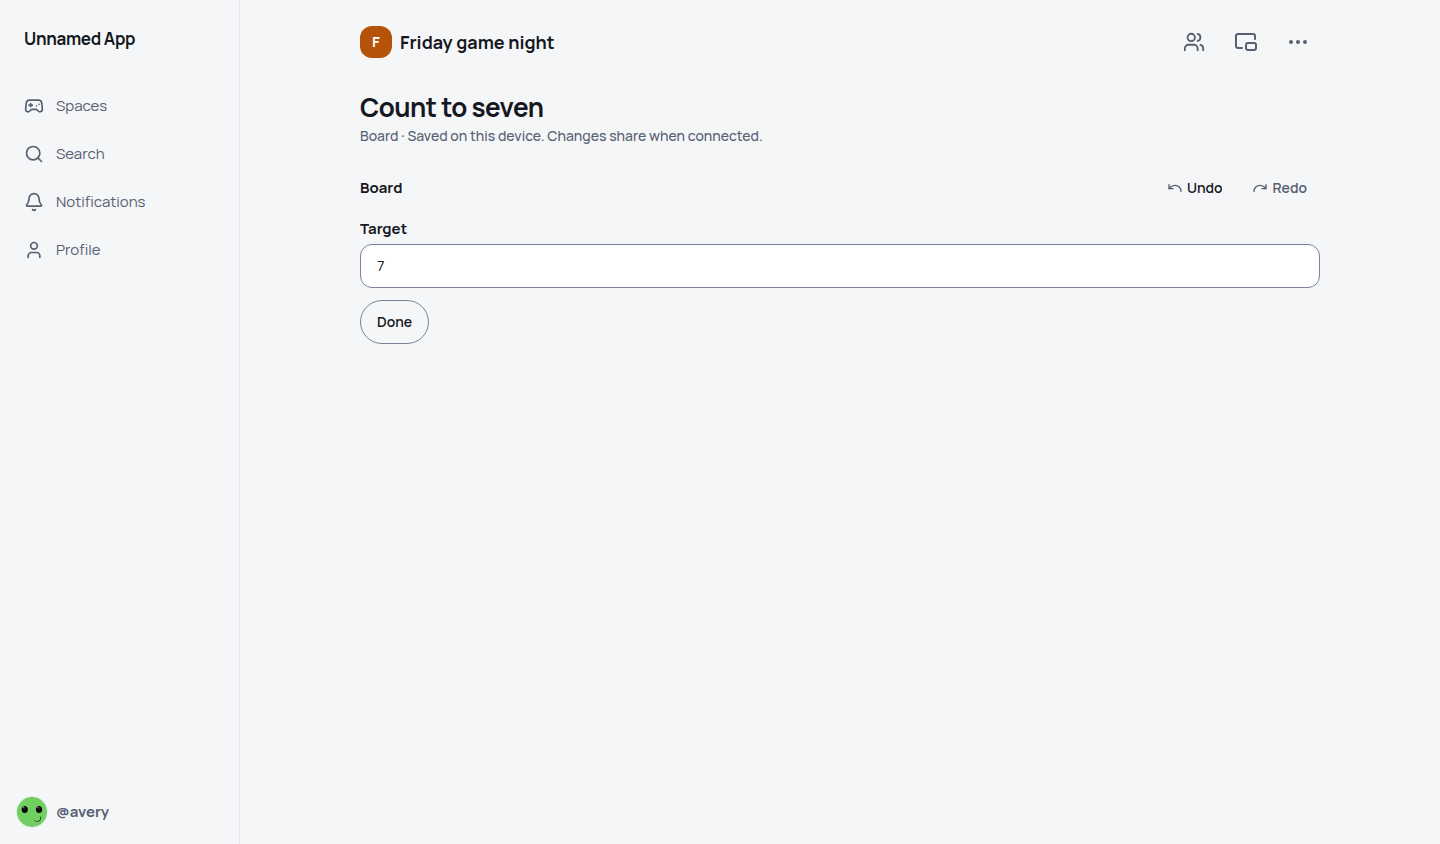 Unnamed App
Spaces
Search
Notifications
Profile
@avery
F Friday game night
Count to seven
Board · Saved on this device. Changes share when connected.
Board Undo Redo
Target
7
Done